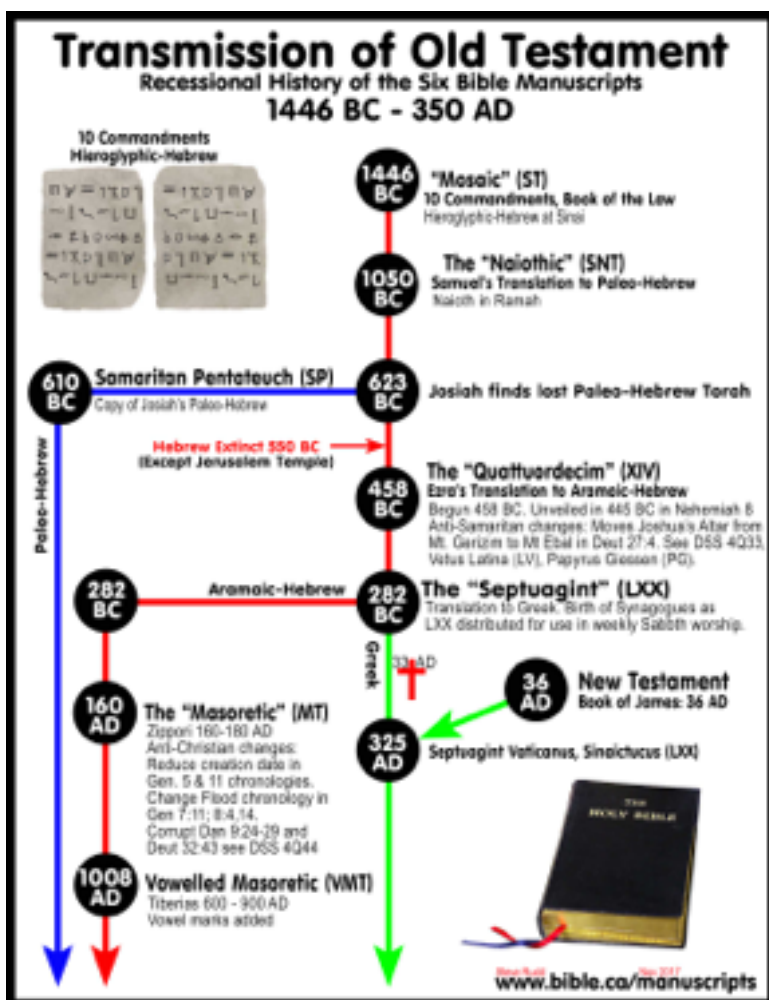 Transmission of Old Testament
Recessional History of the Six Bible Manuscripts
1446 BC - 350 AD
10 Commandments
Hieroglyphic-Hebrew
1446
BC
"Mosaic" (ST)
10 Commandments, Book of the Law
Hieroglyphic-Hebrew at Sinai
1050
BC
The "Naiothic" (SNT)
Samuel's Translation to Paleo-Hebrew
Naioth in Ramah
610
BC
Samaritan Pentateuch (SP)
Copy of Josiah's Paleo-Hebrew
623
BC
Josiah finds lost Paleo-Hebrew Torah
Hebrew Extinct 550 BC
(Except Jerusalem Temple)
Paleo-Hebrew
458
BC
The "Quattuordecim" (XIV)
Ezra's Translation to Aramaic-Hebrew
Begun 458 BC. Unveiled in 445 BC in Nehemiah 8
Anti-Samaritan changes: Moves Joshua's Altar from
Mt. Gerizim to Mt Ebal in Deut 27:4. See DSS 4Q33,
Vetus Latina (LV), Papyrus Giessen (PG).
282
BC
Aramaic-Hebrew
282
BC
The "Septuagint" (LXX)
Translation to Greek. Birth of Synagogues as
LXX distributed for use in weekly Sabbath worship.
Greek
33 AD
36
AD
New Testament
Book of James: 36 AD
160
AD
The "Masoretic" (MT)
Zippori 160-180 AD
Anti-Christian changes:
Reduce creation date in
Gen. 5 & 11 chronologies.
Change Flood chronology in
Gen 7:11; 8:4,14.
Corrupt Dan 9:24-29 and
Deut 32:43 see DSS 4Q44
325
AD
Septuagint Vaticanus, Sinaictucus (LXX)
1008
AD
Vowelled Masoretic (VMT)
Tiberias 600 - 900 AD
Vowel marks added
THE
HOLY BIBLE
Steve Rudd
2017
www.bible.ca/manuscripts